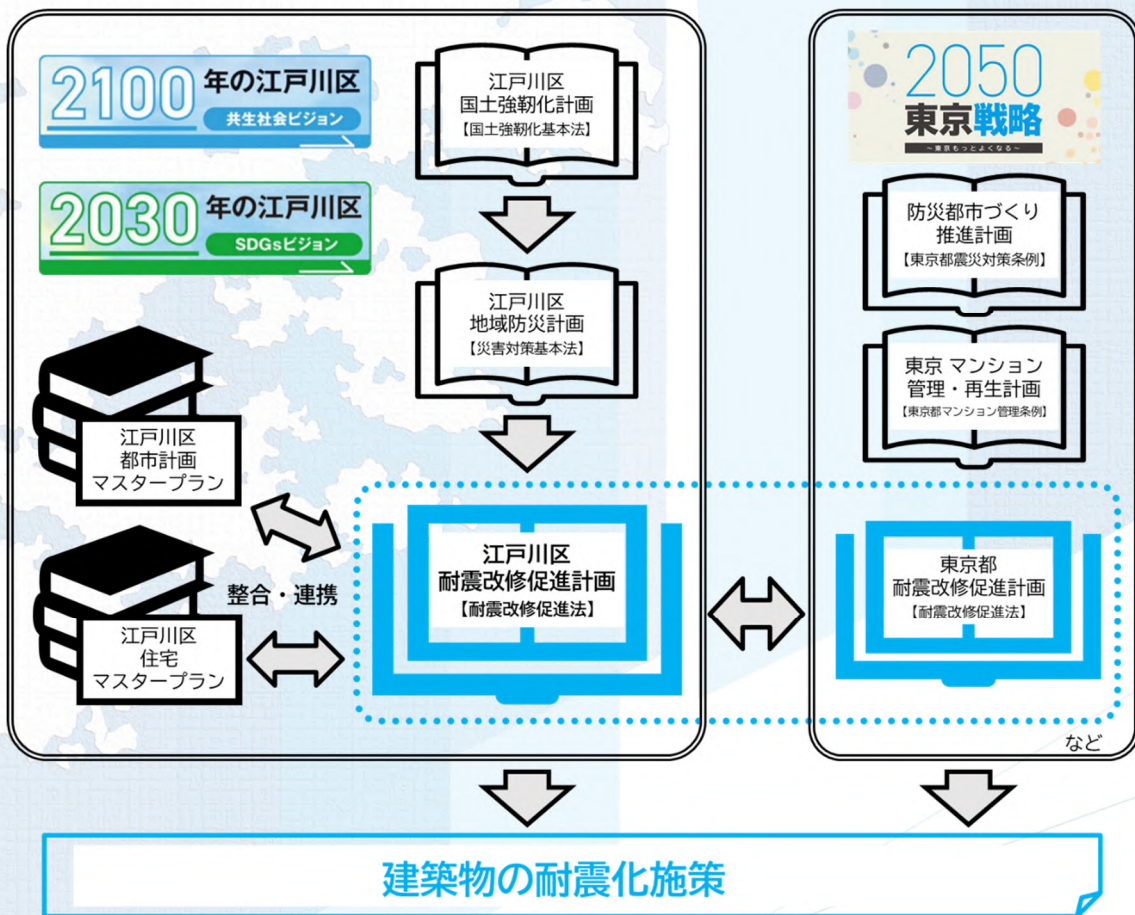 2100年の江戸川区
共生社会ビジョン
2030年の江戸川区
SDGsビジョン
江戸川区
国土強靭化計画
【国土強靭化基本法】
江戸川区
地域防災計画
【災害対策基本法】
江戸川区
都市計画
マスタープラン
江戸川区
住宅
マスタープラン
整合・連携
江戸川区
耐震改修促進計画
【耐震改修促進法】
2050
東京戦略
～東京もっとよくなる～
防災都市づくり
推進計画
【東京都震災対策条例】
東京 マンション
管理・再生計画
【東京都マンション管理条例】
東京都
耐震改修促進計画
【耐震改修促進法】
など
建築物の耐震化施策